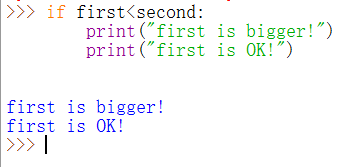 >>> if first<second:
        print("first is bigger!")
        print("first is OK!")
first is bigger!
first is OK!
>>>